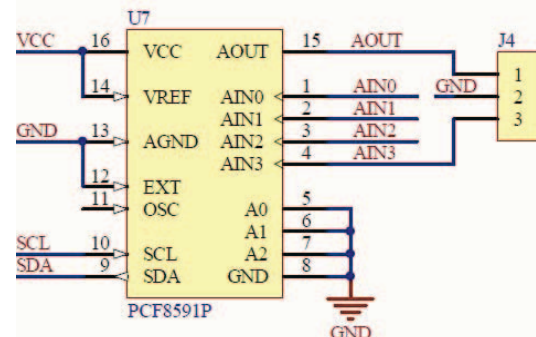 U7
VCC 16 VCC AOUT 15 AOUT J4
1
14 VREF AIN0 1 AIN0 GND 2
AIN1 2 AIN1 3
GND 13 AGND AIN2 3 AIN2
AIN3 4 AIN3
12 EXT
11 OSC A0 5
A1 6
SCL 10 SCL A2 7
SDA 9 SDA GND 8
PCF8591P
GND